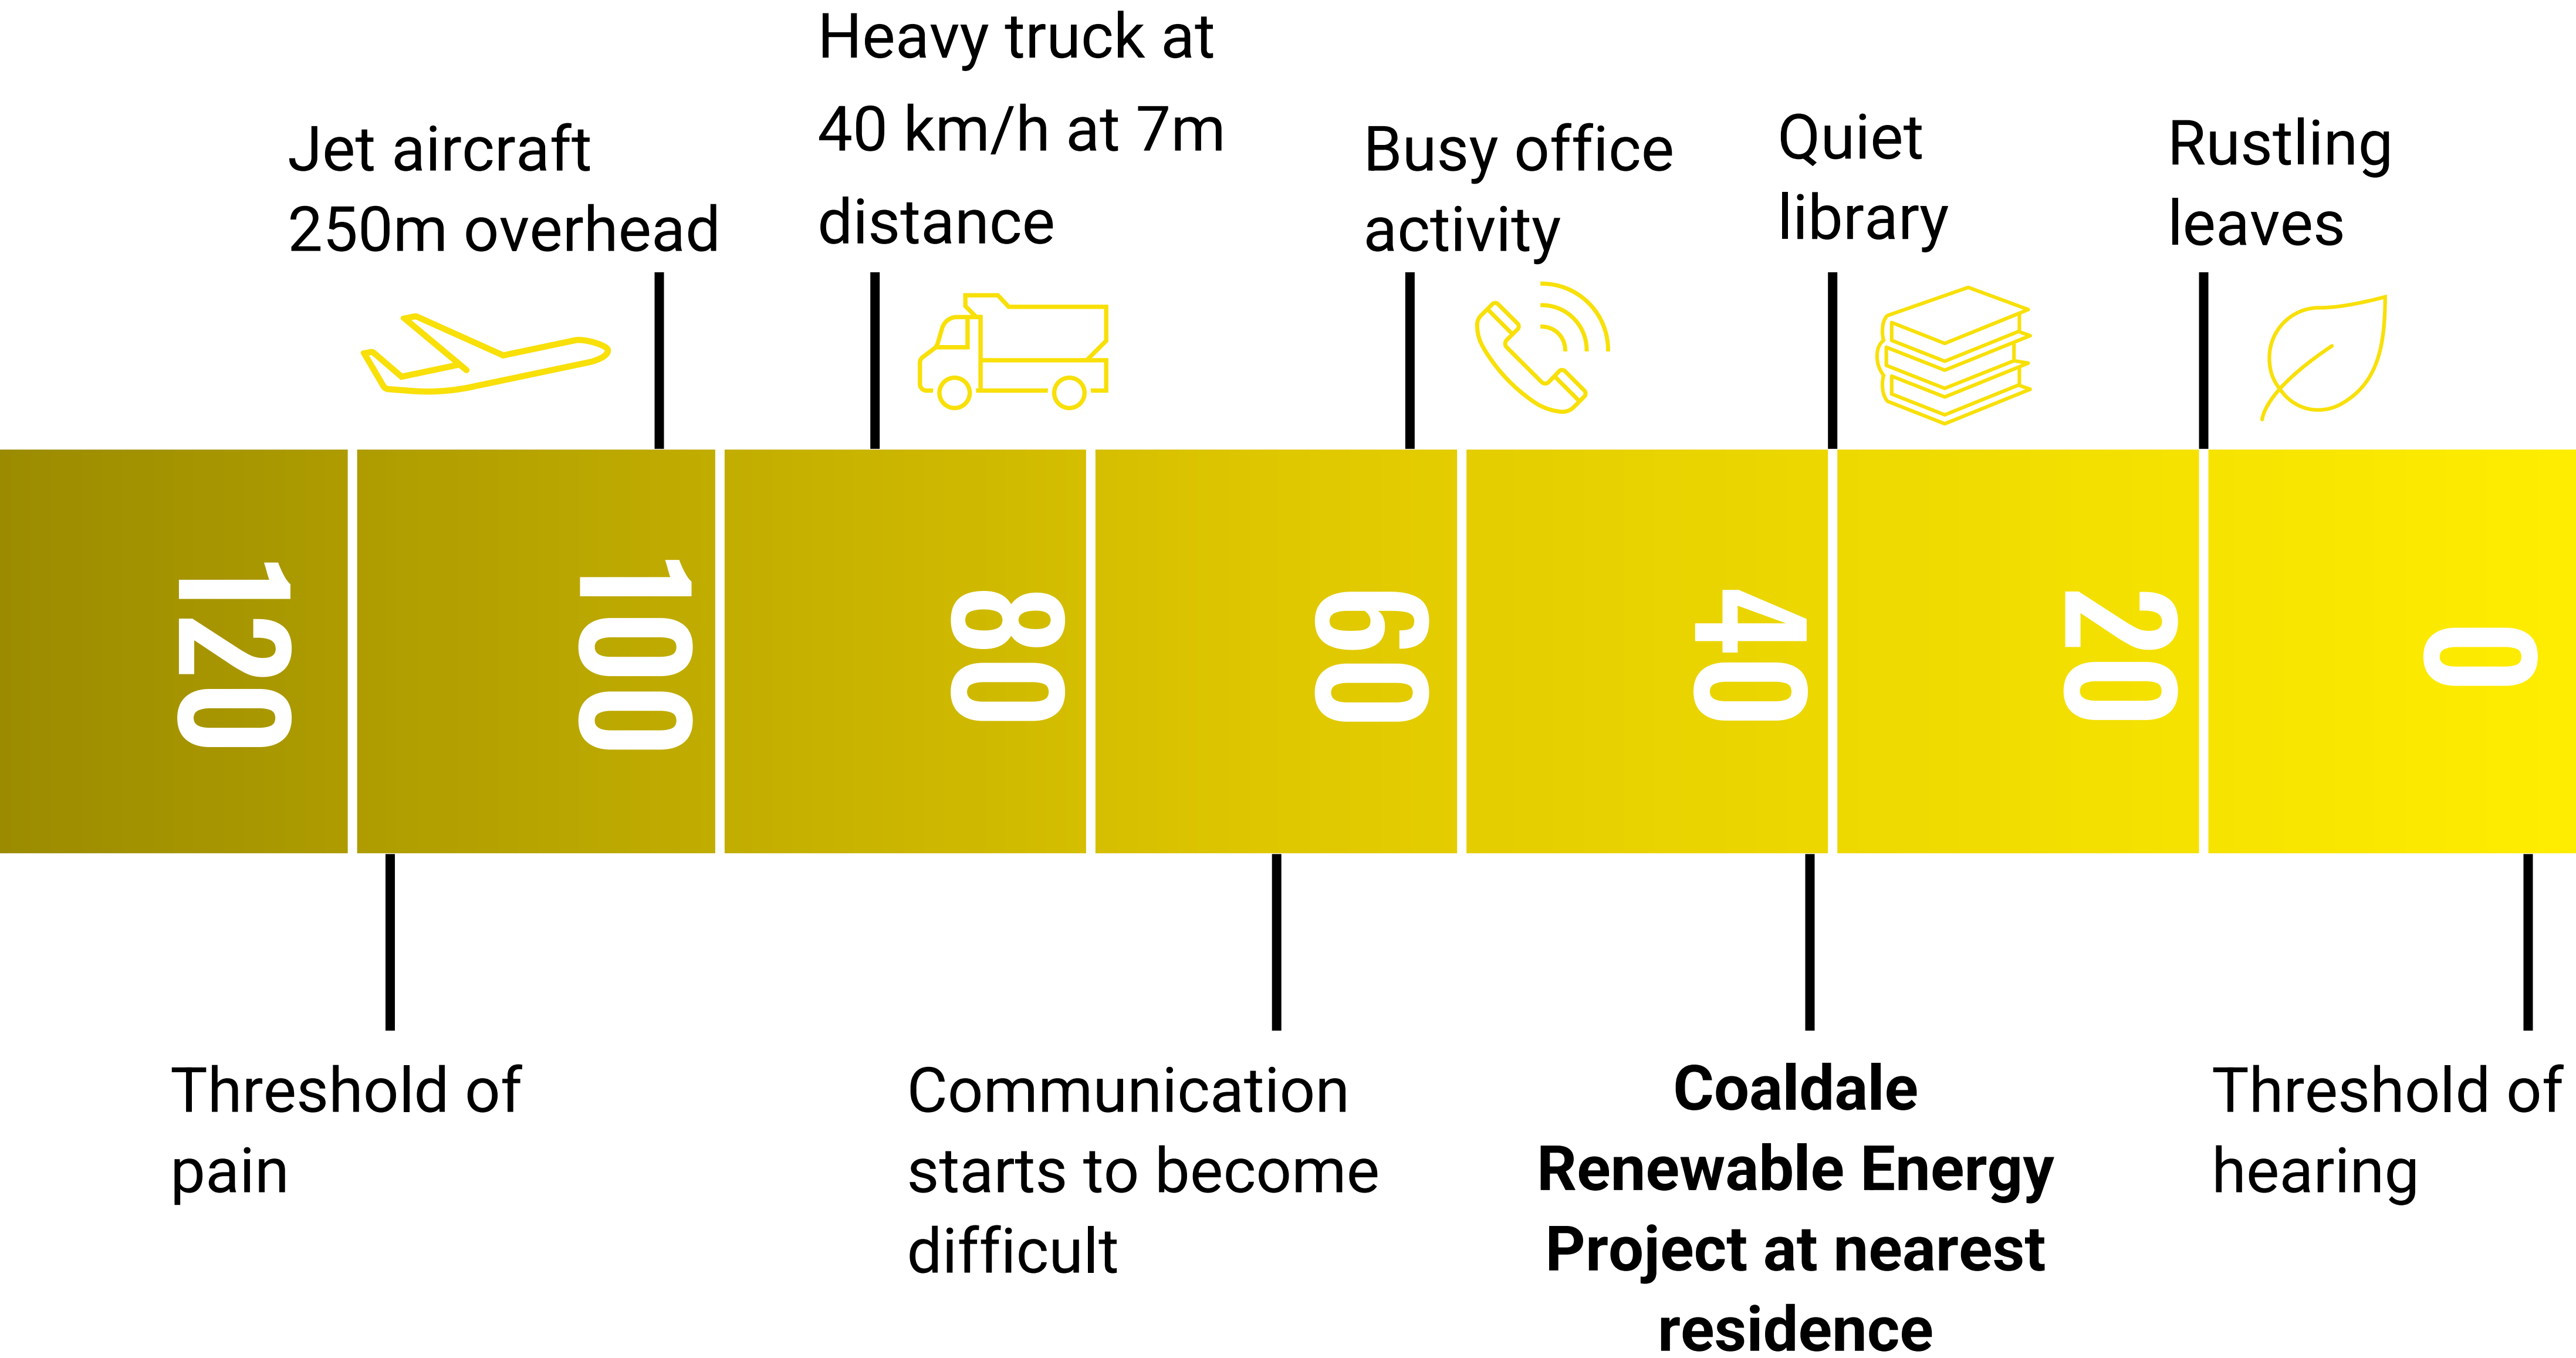 Heavy truck at
40 km/h at 7m
distance
Jet aircraft
250m overhead
Busy office
activity
Quiet
library
Rustling
leaves
120
100
80
60
40
20
0
Threshold of
pain
Communication
starts to become
difficult
Coaldale
Renewable Energy
Project at nearest
residence
Threshold of
hearing